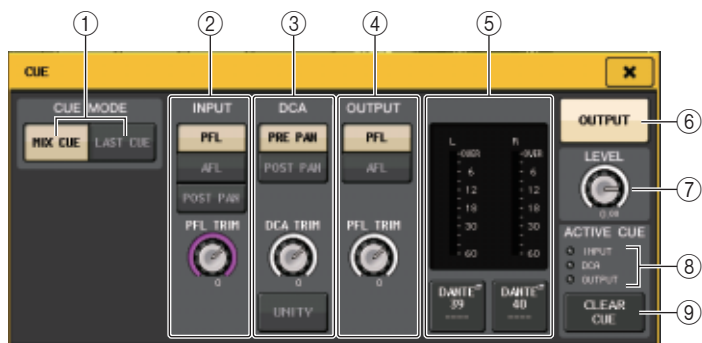 ① ② ③ ④ ⑤
CUE
CUE MODE
MIX CUE LAST CUE
INPUT
PFL
AFL
POST PAN
PFL TRIM
0
DCA
PRE PAN
POST PAN
DCA TRIM
0
UNITY
OUTPUT
PFL
AFL
PFL TRIM
0
L R
OVER OVER
6 6
12 12
18 18
30 30
60 60
DANTE 39 ----
DANTE 40 ----
OUTPUT ⑥
LEVEL
⑦
0.00
ACTIVE CUE
INPUT
DCA ⑧
OUTPUT
CLEAR CUE ⑨